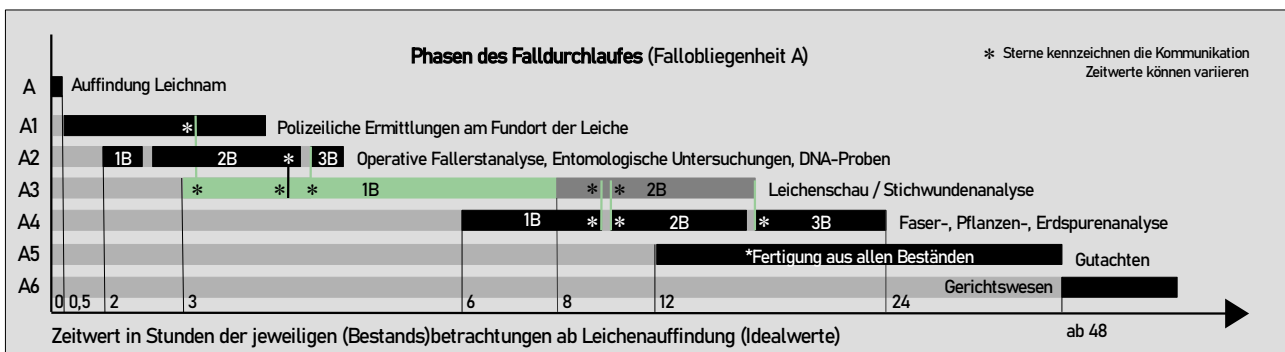 Phasen des Falldurchlaufes (Fallobliegenheit A)
* Sterne kennzeichnen die Kommunikation
Zeitwerte können variieren
A Auffindung Leichnam
A1 * Polizeiliche Ermittlungen am Fundort der Leiche
A2 1B 2B * 3B Operative Fallerstanalyse, Entomologische Untersuchungen, DNA-Proben
A3 * * * 1B * * 2B Leichenschau / Stichwundenanalyse
A4 1B * * 2B * 3B Faser-, Pflanzen-, Erdspurenanalyse
A5 *Fertigung aus allen Beständen Gutachten
A6 Gerichtswesen
0 0,5 2 3 6 8 12 24
ab 48
Zeitwert in Stunden der jeweiligen (Bestands)betrachtungen ab Leichenauffindung (Idealwerte)